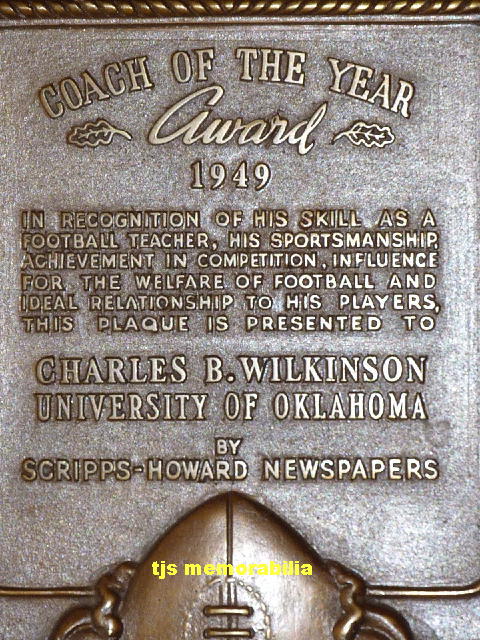 COACH OF THE YEAR
Award
1949
IN RECOGNITION OF HIS SKILL AS A
FOOTBALL TEACHER, HIS SPORTSMANSHIP,
ACHIEVEMENT IN COMPETITION, INFLUENCE
FOR THE WELFARE OF FOOTBALL AND
IDEAL RELATIONSHIP TO HIS PLAYERS,
THIS PLAQUE IS PRESENTED TO
CHARLES B. WILKINSON
UNIVERSITY OF OKLAHOMA
BY
SCRIPPS-HOWARD NEWSPAPERS
tjs memorabilia